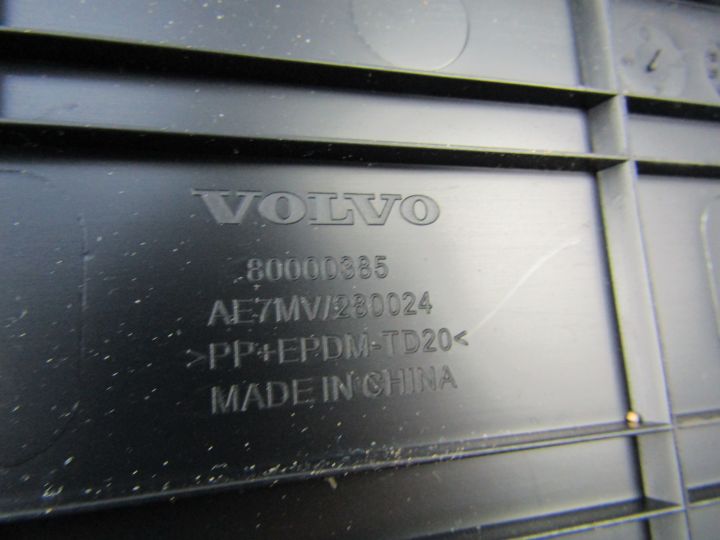 VOLVO
80000385
AE7MV/280024
>PP+EPDM-TD20<
MADE IN CHINA